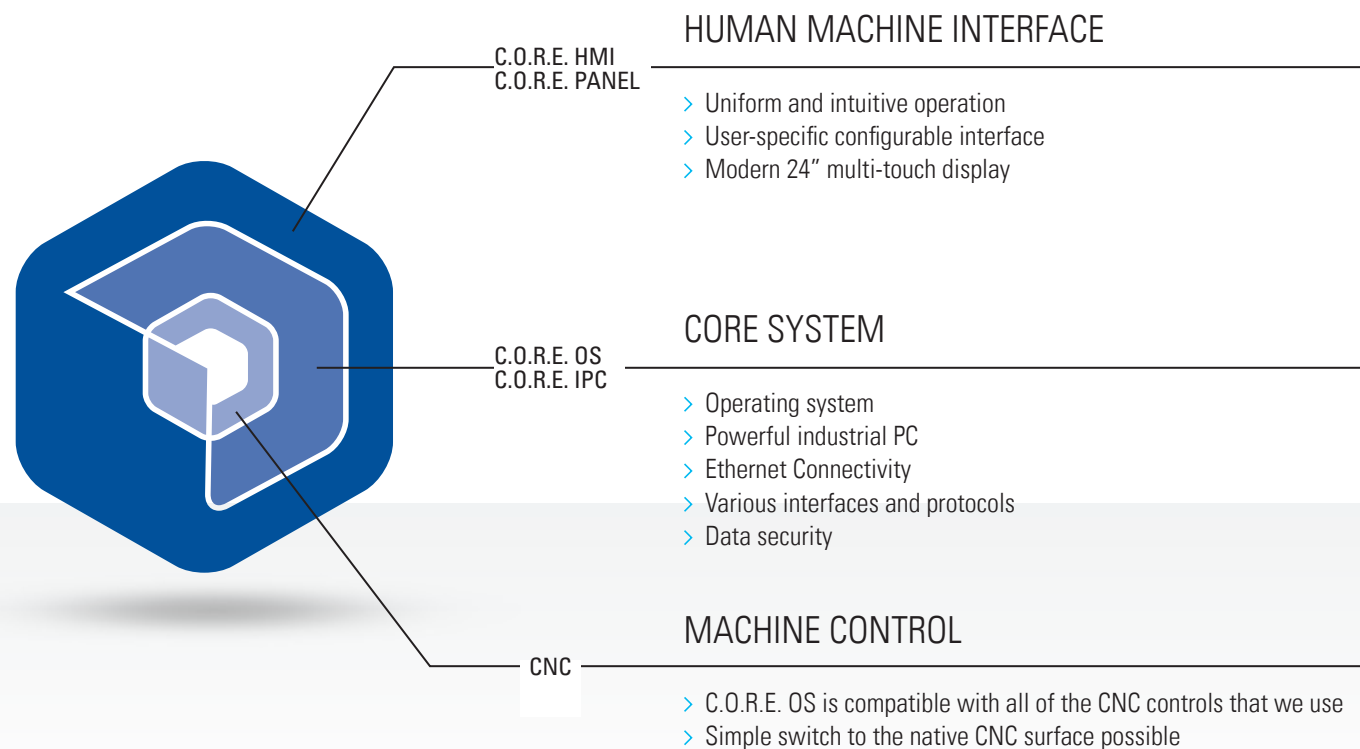 HUMAN MACHINE INTERFACE
C.O.R.E. HMI
C.O.R.E. PANEL
> Uniform and intuitive operation
> User-specific configurable interface
> Modern 24” multi-touch display
CORE SYSTEM
C.O.R.E. OS
C.O.R.E. IPC
> Operating system
> Powerful industrial PC
> Ethernet Connectivity
> Various interfaces and protocols
> Data security
MACHINE CONTROL
CNC
> C.O.R.E. OS is compatible with all of the CNC controls that we use
> Simple switch to the native CNC surface possible